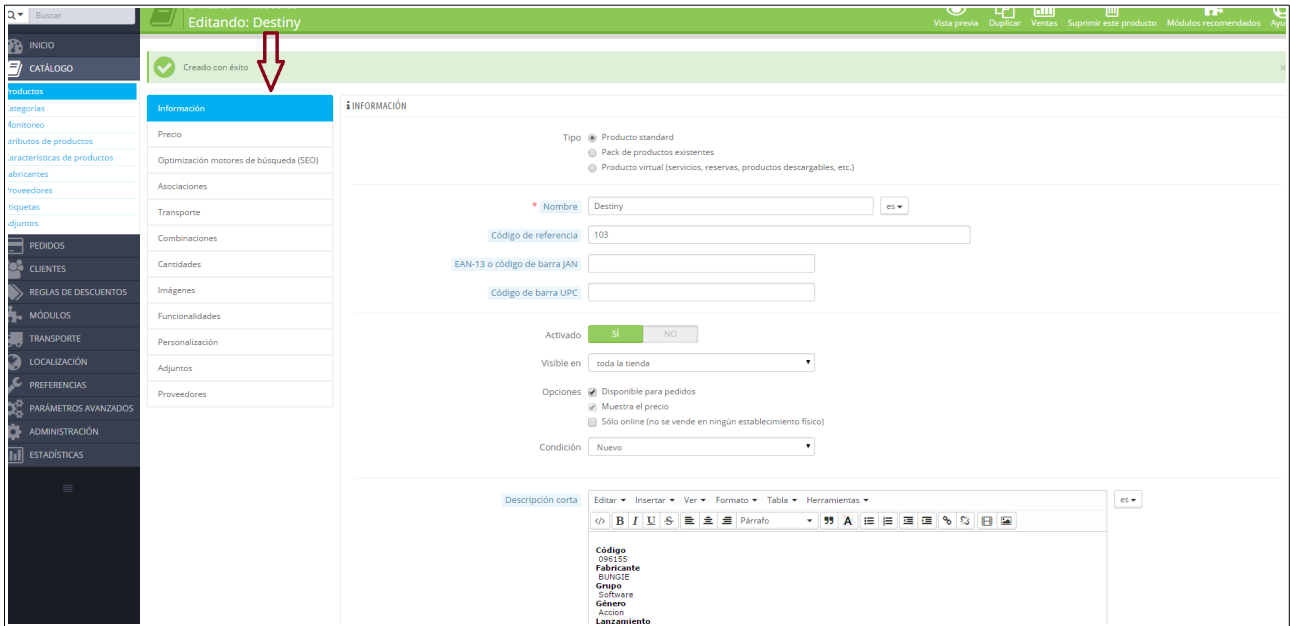 Buscar
Editando: Destiny
Vista previa Duplicar Ventas Suprimir este producto Módulos recomendados Ayu
INICIO
CATÁLOGO
roductos
ategorías
Monitoreo
tributos de productos
aracterísticas de productos
abricantes
roveedores
tiquetas
djuntos
PEDIDOS
CLIENTES
REGLAS DE DESCUENTOS
MÓDULOS
TRANSPORTE
LOCALIZACIÓN
PREFERENCIAS
PARÁMETROS AVANZADOS
ADMINISTRACIÓN
ESTADÍSTICAS
Creado con éxito ×
Información
Precio
Optimización motores de búsqueda (SEO)
Asociaciones
Transporte
Combinaciones
Cantidades
Imágenes
Funcionalidades
Personalización
Adjuntos
Proveedores
INFORMACIÓN
Tipo Producto standard
Pack de productos existentes
Producto virtual (servicios, reservas, productos descargables, etc.)
* Nombre Destiny es
Código de referencia 103
EAN-13 o código de barra JAN
Código de barra UPC
Activado SÍ NO
Visible en toda la tienda
Opciones Disponible para pedidos
Muestra el precio
Sólo online (no se vende en ningún establecimiento físico)
Condición Nuevo
Descripción corta Editar Insertar Ver Formato Tabla Herramientas es
B I U S Párrafo A
Código
096155
Fabricante
BUNGIE
Grupo
Software
Género
Accion
Lanzamiento